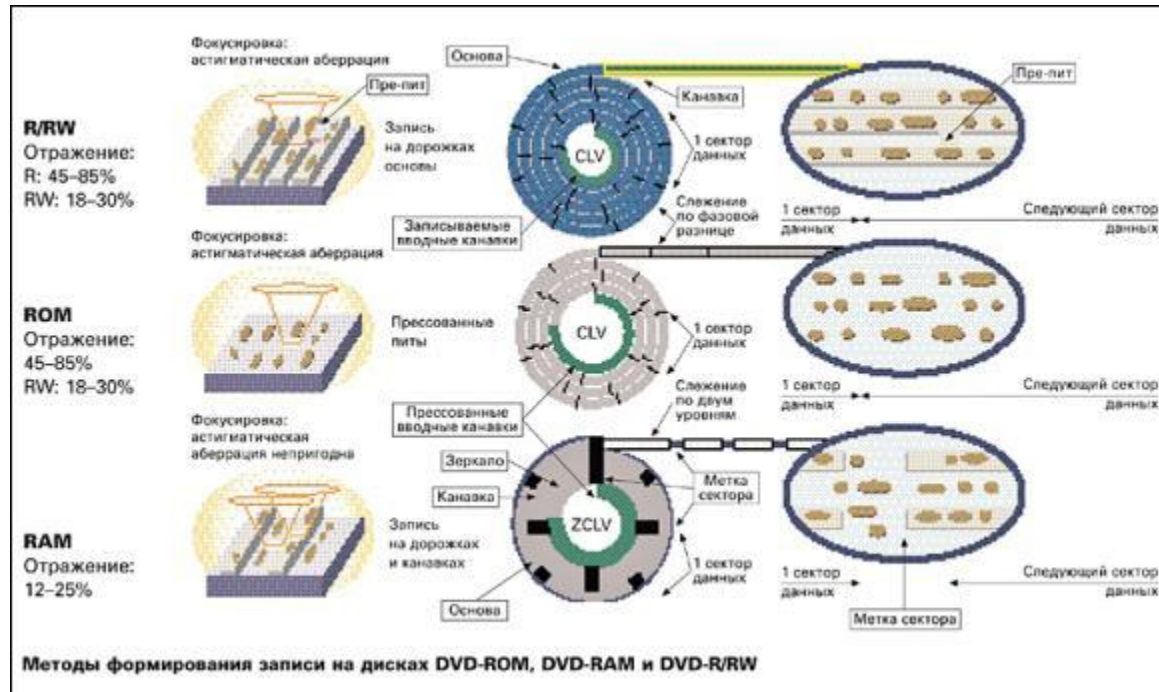 Фокусировка:
астигматическая аберрация
Пре-пит
R/RW
Отражение:
R: 45–85%
RW: 18–30%
Запись
на дорожках
основы
Основа
Канавка
CLV
1 сектор
данных
Слежение
по фазовой
разнице
Записываемые
вводные канавки
Пре-пит
1 сектор
данных
Следующий сектор
данных
Фокусировка:
астигматическая аберрация
ROM
Отражение:
45–85%
RW: 18–30%
Прессованные
питы
CLV
1 сектор
данных
Слежение
по двум
уровням
Прессованные
вводные канавки
1 сектор
данных
Следующий сектор
данных
Фокусировка:
астигматическая
аберрация непригодна
RAM
Отражение:
12–25%
Запись
на дорожках
и канавках
Зеркало
Канавка
ZCLV
Метка
сектора
1 сектор
данных
Основа
1 сектор
данных
Следующий сектор
данных
Метка сектора
Методы формирования записи на дисках DVD-ROM, DVD-RAM и DVD-R/RW